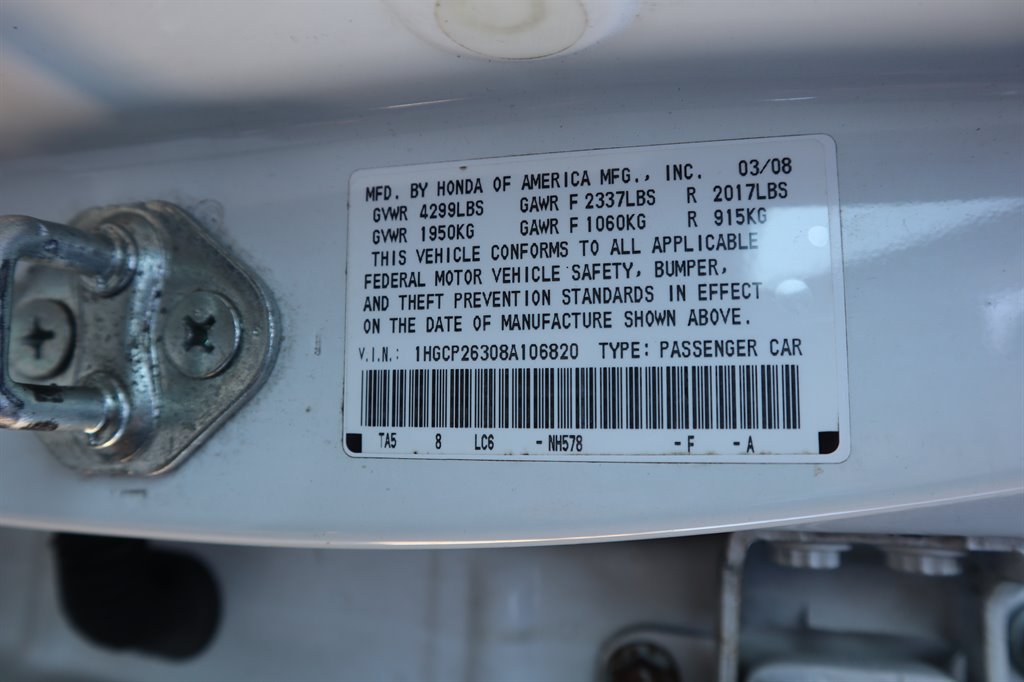 MFD. BY HONDA OF AMERICA MFG., INC. 03/08
GVWR 4299LBS GAWR F 2337LBS R 2017LBS
GVWR 1950KG GAWR F 1060KG R 915KG
THIS VEHICLE CONFORMS TO ALL APPLICABLE
FEDERAL MOTOR VEHICLE SAFETY, BUMPER,
AND THEFT PREVENTION STANDARDS IN EFFECT
ON THE DATE OF MANUFACTURE SHOWN ABOVE.
V.I.N.: 1HGCP26308A106820 TYPE: PASSENGER CAR
TA5 8 LC6 -NH578 -F -A